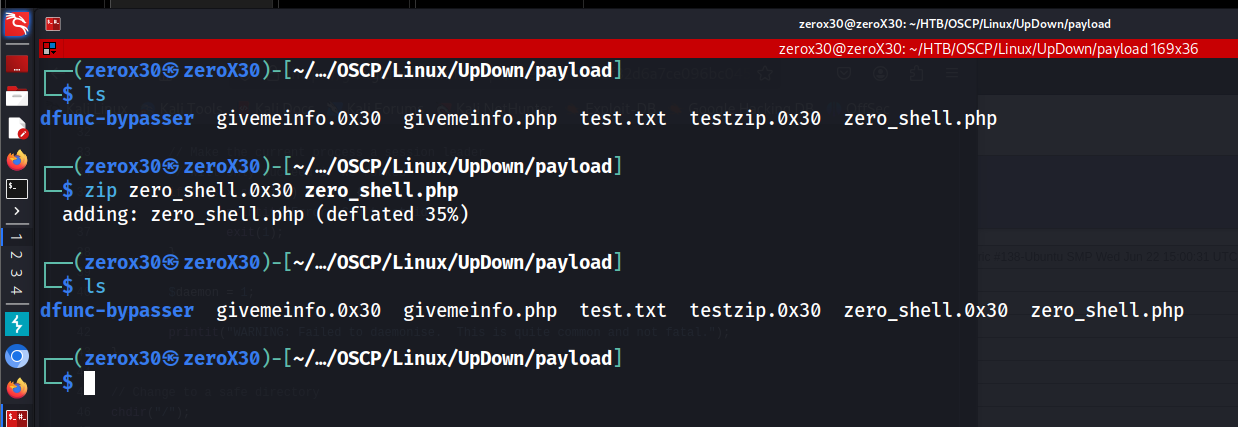 zerox30@zeroX30: ~/HTB/OSCP/Linux/UpDown/payload
zerox30@zeroX30: ~/HTB/OSCP/Linux/UpDown/payload 169x36
┌──(zerox30㉿zeroX30)-[~/…/OSCP/Linux/UpDown/payload]
└─$ ls
dfunc-bypasser  givemeinfo.0x30  givemeinfo.php  test.txt  testzip.0x30  zero_shell.php
┌──(zerox30㉿zeroX30)-[~/…/OSCP/Linux/UpDown/payload]
└─$ zip zero_shell.0x30 zero_shell.php
  adding: zero_shell.php (deflated 35%)
┌──(zerox30㉿zeroX30)-[~/…/OSCP/Linux/UpDown/payload]
└─$ ls
dfunc-bypasser  givemeinfo.0x30  givemeinfo.php  test.txt  testzip.0x30  zero_shell.0x30  zero_shell.php
┌──(zerox30㉿zeroX30)-[~/…/OSCP/Linux/UpDown/payload]
└─$
1
2
3
4